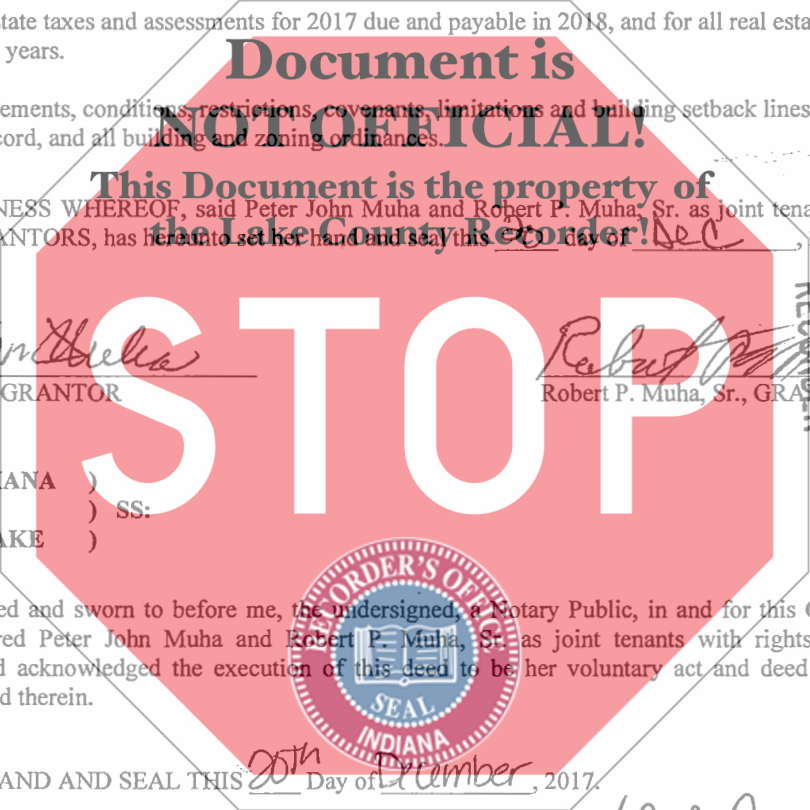 tate taxes and assessments for 2017 due and payable in 2018, and for all real esta
years.
Document is
ements, conditions, restrictions, covenants, limitations and building setback lines
NOT OFFICIAL!
cord, and all building and zoning ordinances.
This Document is the property of
NESS WHEREOF, said Peter John Muha and Robert P. Muha, Sr. as joint tena
the Lake County Recorder!
ANTORS, has hereunto set her hand and seal this day of Dec,
STOP
GRANTOR
Robert P. Muha, Sr., GRA
IANA )
) SS:
AKE )
RECORDER'S OFFICE
ed and sworn to before me, the undersigned, a Notary Public, in and for this C
red Peter John Muha and Robert P. Muha, Sr. as joint tenants with rights
d acknowledged the execution of this deed to be her voluntary act and deed
d therein.
SEAL
INDIANA
AND AND SEAL THIS 20th Day of December, 2017.